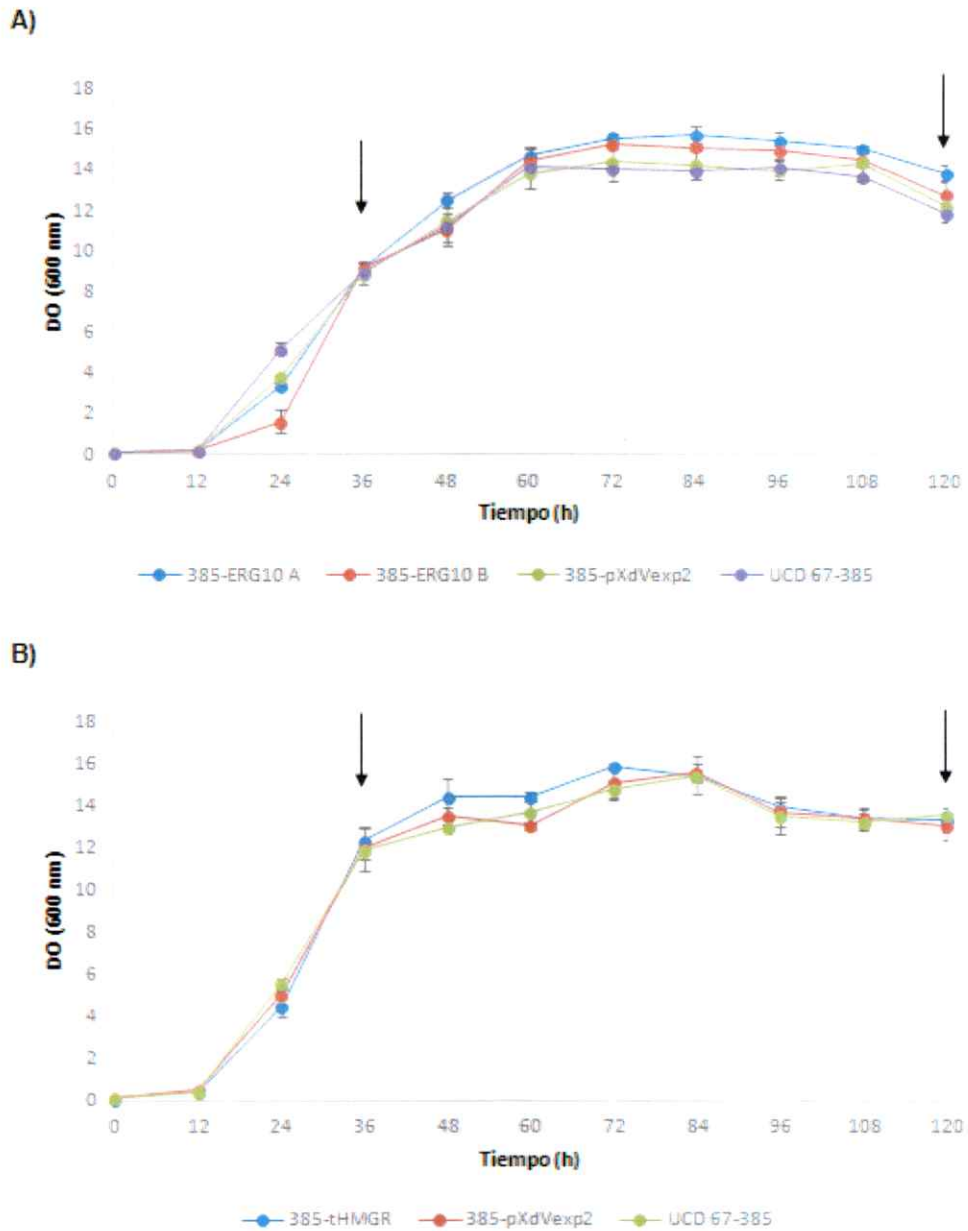 A)
18
16
14
12
10
8
6
4
2
0
DO (600 nm)
0 12 24 36 48 60 72 84 96 108 120
Tiempo (h)
385-ERG10 A 385-ERG10 B 385-pXdVexp2 UCD 67-385
B)
18
16
14
12
10
8
6
4
2
0
DO (600 nm)
0 12 24 36 48 60 72 84 96 108 120
Tiempo (h)
385-tHMGR 385-pXdVexp2 UCD 67-385